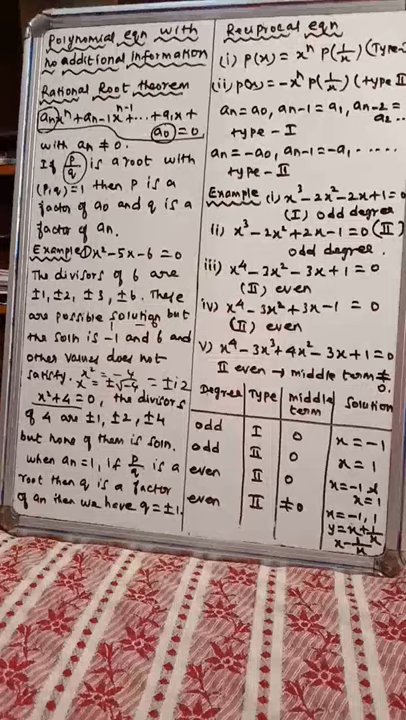 Polynomial eqn with
no additional information
Rational Root theorem
anxⁿ+an-1xⁿ⁻¹+...+a1x+
a0=0
with an ≠ 0.
If p/q is a root with
(p,q)=1 then p is a
factor of a0 and q is a
factor of an.
Example① x²-5x-6=0
The divisors of 6 are
±1,±2, ±3, ±6. These
are possible solution but
the soln is -1 and 6 and
other values does not
satisfy. x²=-4
x=±√-4=±i2
x²+4=0, the divisors
of 4 are ±1, ±2, ±4
but none of them is soln.
when an=1, if p/q is a
root then q is a factor
of an then we have q=±1.
Reciprocal eqn
(i) P(x)=xⁿ P(1/x) (Type-
(ii) P(x)=-xⁿ P(1/x) (type II
an=a0, an-1=a1, an-2=
a2...
type-I
an=-a0, an-1=-a1.....
type-II
Example (i) x³-2x²-2x+1=0
(I) odd degree
ii) x³-2x²+2x-1=0 (II)
odd degree.
iii) x⁴-3x²-3x+1=0
(II) even
iv) x⁴-3x²+3x-1=0
(II) even
v) x⁴-3x³+4x²-3x+1=0
II even → middle term ≠
0.
Degree Type middle term Solution
odd I 0 x=-1
odd II 0 x=1
even II 0 x=-1,
x=1
even II ≠0 x=-1,1
y=x+1/x
x-1/x